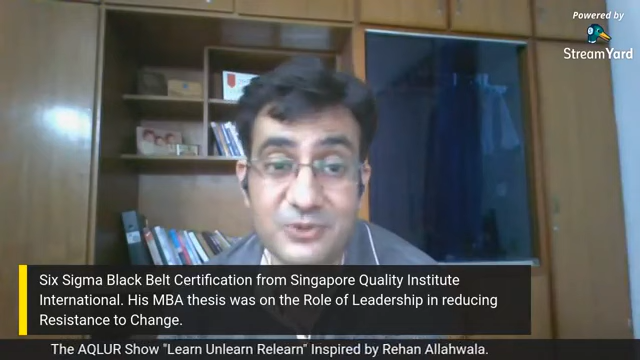 Powered by
StreamYard
Six Sigma Black Belt Certification from Singapore Quality Institute
International. His MBA thesis was on the Role of Leadership in reducing
Resistance to Change.
The AQLUR Show "Learn Unlearn Relearn" Inspired by Rehan Allahwala.